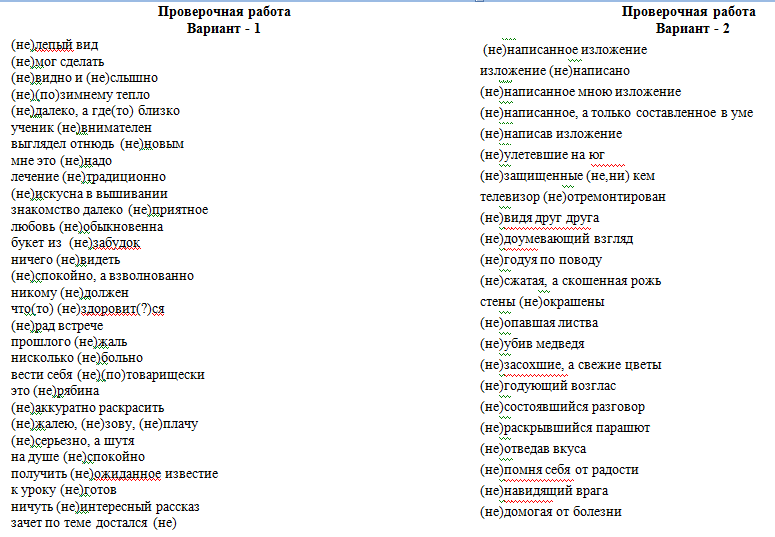 Проверочная работа
Вариант - 1
(не)лепый вид
(не)мог сделать
(не)видно и (не)слышно
(не)(по)зимнему тепло
(не)далеко, а где(то) близко
ученик (не)внимателен
выглядел отнюдь (не)новым
мне это (не)надо
лечение (не)традиционно
(не)искусна в вышивании
знакомство далеко (не)приятное
любовь (не)обыкновенна
букет из (не)забудок
ничего (не)видеть
(не)спокойно, а взволнованно
никому (не)должен
что(то) (не)здоровит(?)ся
(не)рад встрече
прошлого (не)жаль
нисколько (не)больно
вести себя (не)(по)товарищески
это (не)рябина
(не)аккуратно раскрасить
(не)жалею, (не)зову, (не)плачу
(не)серьезно, а шутя
на душе (не)спокойно
получить (не)ожиданное известие
к уроку (не)готов
ничуть (не)интересный рассказ
зачет по теме достался (не)
Проверочная работа
Вариант - 2
(не)написанное изложение
изложение (не)написано
(не)написанное мною изложение
(не)написанное, а только составленное в уме
(не)написав изложение
(не)улетевшие на юг
(не)защищенные (не,ни) кем
телевизор (не)отремонтирован
(не)видя друг друга
(не)доумевающий взгляд
(не)годуя по поводу
(не)сжатая, а скошенная рожь
стены (не)окрашены
(не)опавшая листва
(не)убив медведя
(не)засохшие, а свежие цветы
(не)годующий возглас
(не)состоявшийся разговор
(не)раскрывшийся парашют
(не)отведав вкуса
(не)помня себя от радости
(не)навидящий врага
(не)домогая от болезни